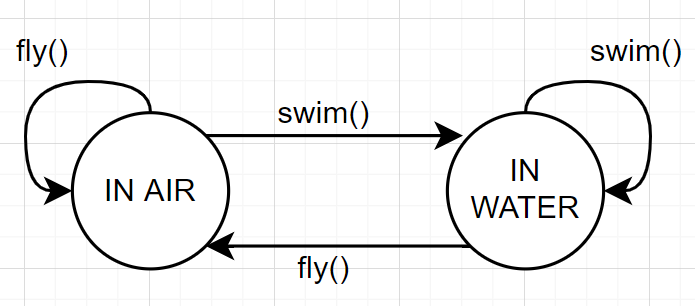 fly()
swim()
swim()
IN AIR
IN
WATER
fly()